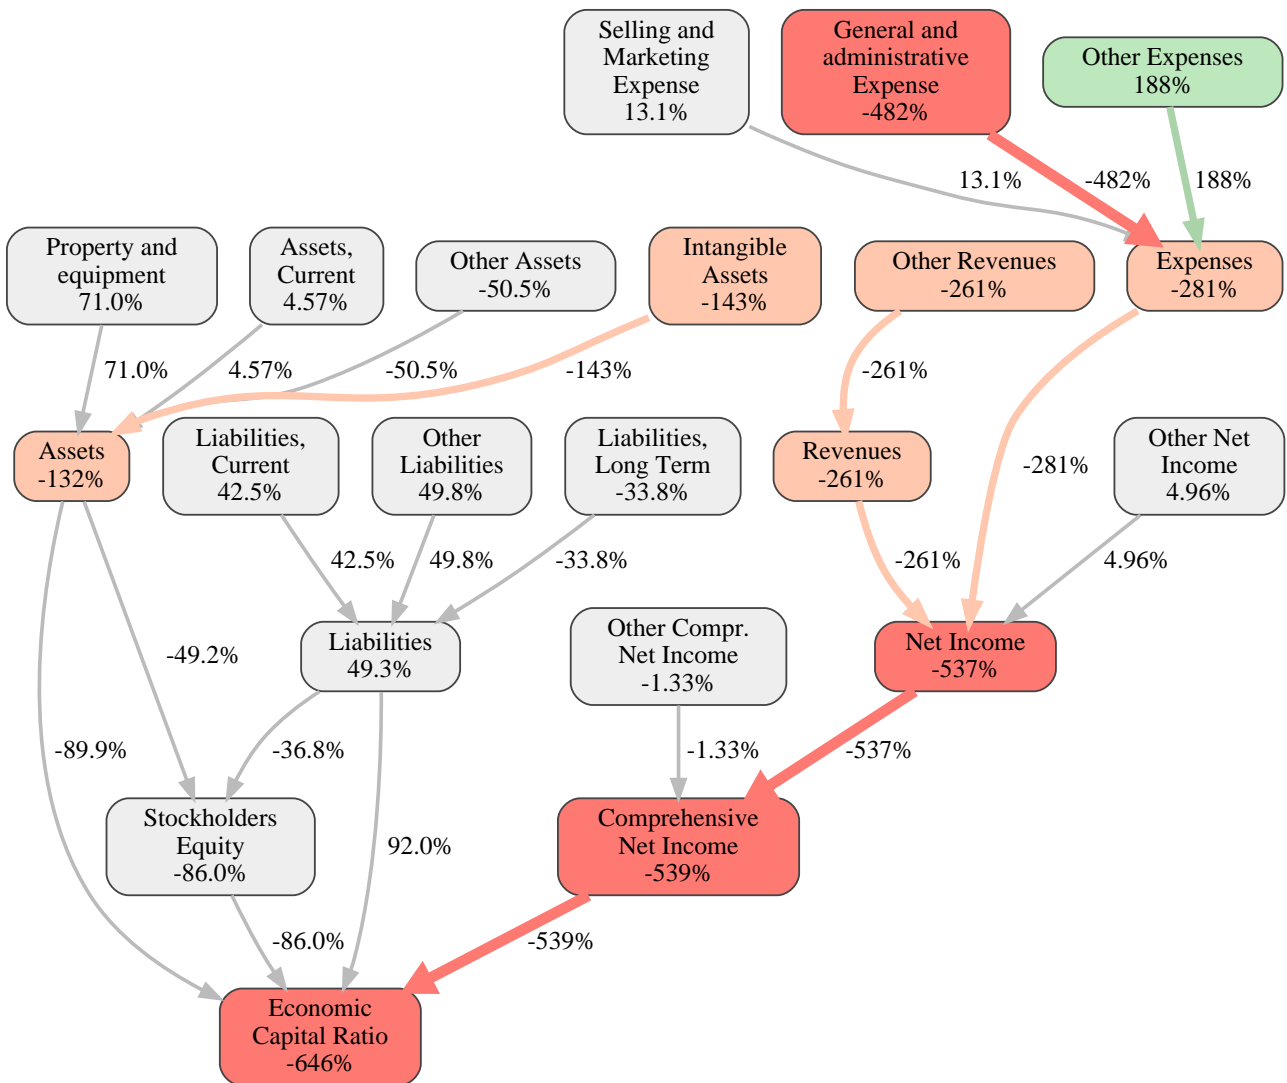 Selling and
Marketing
Expense
13.1%
General and
administrative
Expense
-482%
Other Expenses
188%
13.1%
-482%
188%
Property and
equipment
71.0%
Assets,
Current
4.57%
Other Assets
-50.5%
Intangible
Assets
-143%
Other Revenues
-261%
Expenses
-281%
71.0%
4.57%
-50.5%
-143%
-261%
-281%
Assets
-132%
Liabilities,
Current
42.5%
Other
Liabilities
49.8%
Liabilities,
Long Term
-33.8%
Revenues
-261%
Other Net
Income
4.96%
42.5%
49.8%
-33.8%
-261%
4.96%
-49.2%
Liabilities
49.3%
Other Compr.
Net Income
-1.33%
Net Income
-537%
-89.9%
-36.8%
-1.33%
-537%
Stockholders
Equity
-86.0%
92.0%
Comprehensive
Net Income
-539%
-86.0%
-539%
Economic
Capital Ratio
-646%